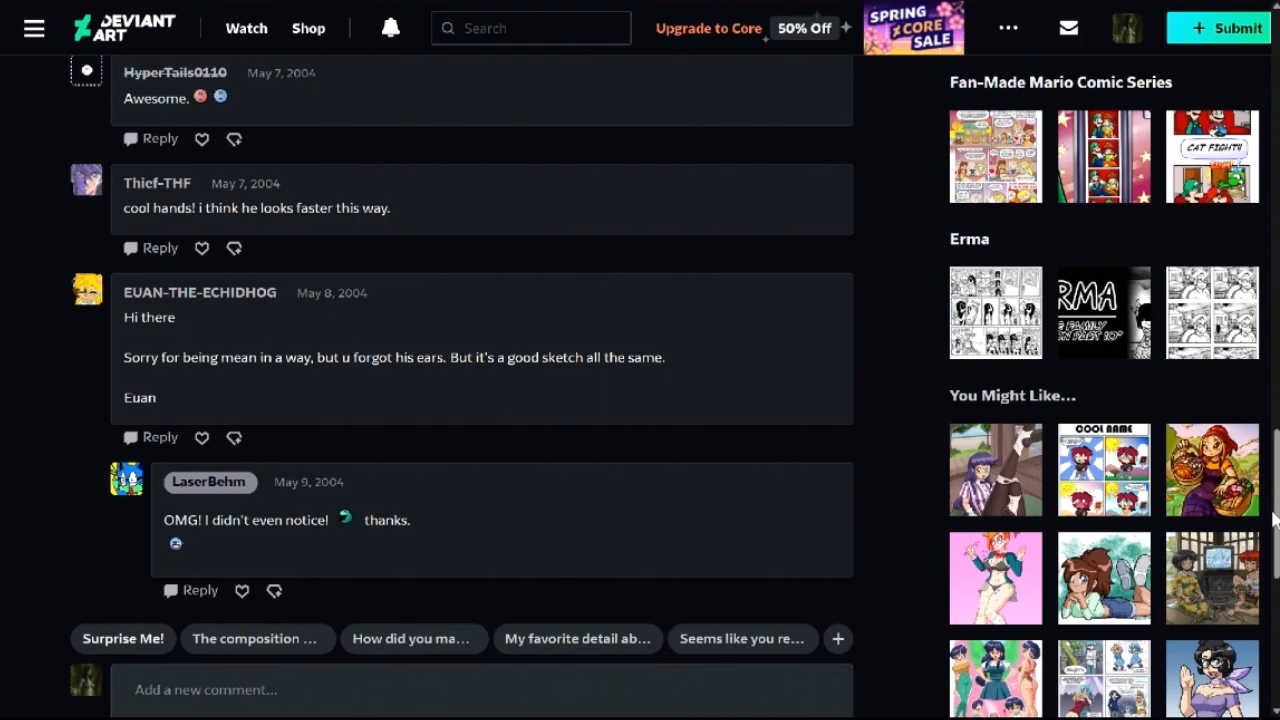 DEVIANT ART
Watch
Shop
Search
Upgrade to Core
50% Off
SPRING CORE SALE
Submit
HyperTails0110 May 7, 2004
Awesome.
Reply
Thief-THF May 7, 2004
cool hands! i think he looks faster this way.
Reply
EUAN-THE-ECHIDHOG May 8, 2004
Hi there
Sorry for being mean in a way, but u forgot his ears. But it's a good sketch all the same.
Euan
Reply
LaserBehm May 9, 2004
OMG! I didn't even notice! thanks.
Reply
Surprise Me!
The composition ...
How did you ma...
My favorite detail ab...
Seems like you re...
+
Add a new comment...
Fan-Made Mario Comic Series
CAT FIGHT!!
Erma
RMA
FAMILY
ON PART 10"
You Might Like...
COOL NAME